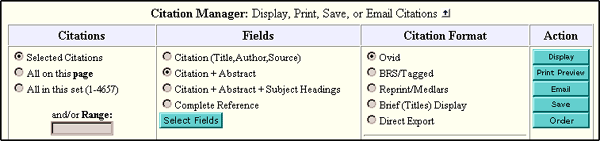 Citation Manager: Display, Print, Save, or Email Citations
Citations
Selected Citations
All on this page
All in this set (1-4657)
and/or Range:
Fields
Citation (Title,Author,Source)
Citation + Abstract
Citation + Abstract + Subject Headings
Complete Reference
Select Fields
Citation Format
Ovid
BRS/Tagged
Reprint/Medlars
Brief (Titles) Display
Direct Export
Action
Display
Print Preview
Email
Save
Order